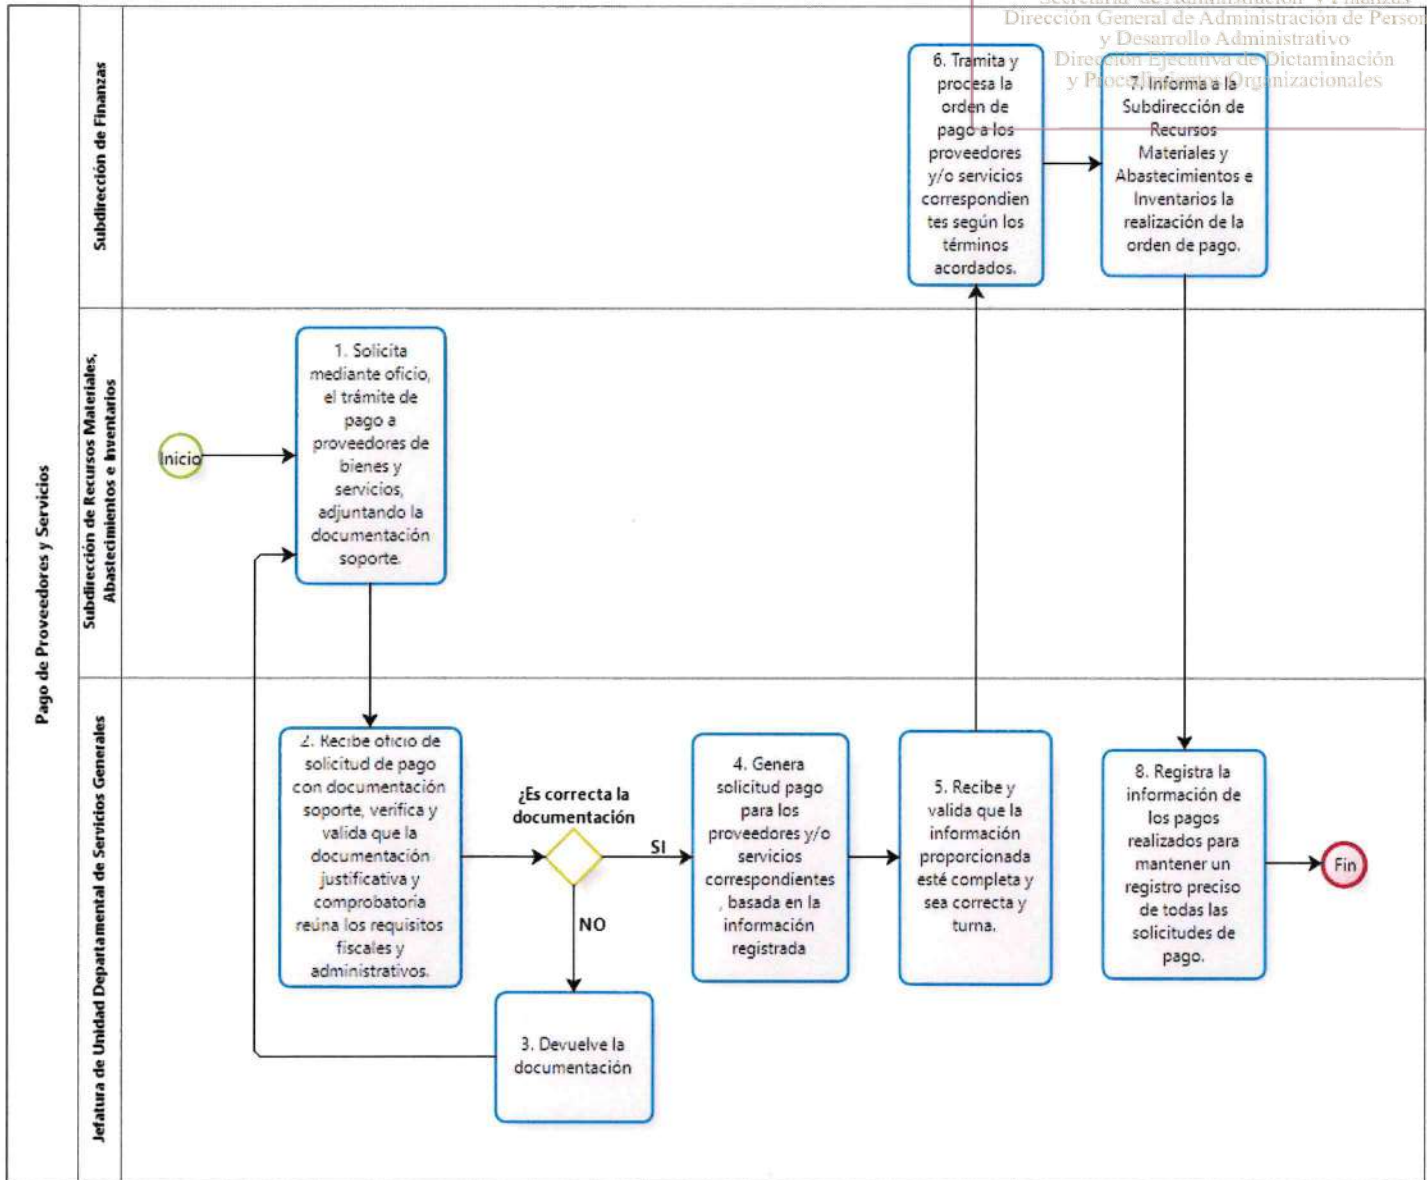 Secretaría de Administración y Finanzas
Dirección General de Administración de Person
y Desarrollo Administrativo
Dirección Ejecutiva de Dictaminación
y Procedimientos Organizacionales
Pago de Proveedores y Servicios
Subdirección de Finanzas
6. Tramita y
procesa la
orden de
pago a los
proveedores
y/o servicios
correspondien
tes según los
términos
acordados.
7. Informa a la
Subdirección de
Recursos
Materiales y
Abastecimientos e
Inventarios la
realización de la
orden de pago.
Subdirección de Recursos Materiales,
Abastecimientos e Inventarios
Inicio
1. Solicita
mediante oficio,
el trámite de
pago a
proveedores de
bienes y
servicios,
adjuntando la
documentación
soporte.
Jefatura de Unidad Departamental de Servicios Generales
2. Recibe oficio de
solicitud de pago
con documentación
soporte, verifica y
valida que la
documentación
justificativa y
comprobatoria
reúna los requisitos
fiscales y
administrativos.
¿Es correcta la
documentación
SI
NO
3. Devuelve la
documentación
4. Genera
solicitud pago
para los
proveedores y/o
servicios
correspondientes
, basada en la
información
registrada
5. Recibe y
valida que la
información
proporcionada
esté completa y
sea correcta y
turna.
8. Registra la
información de
los pagos
realizados para
mantener un
registro preciso
de todas las
solicitudes de
pago.
Fin